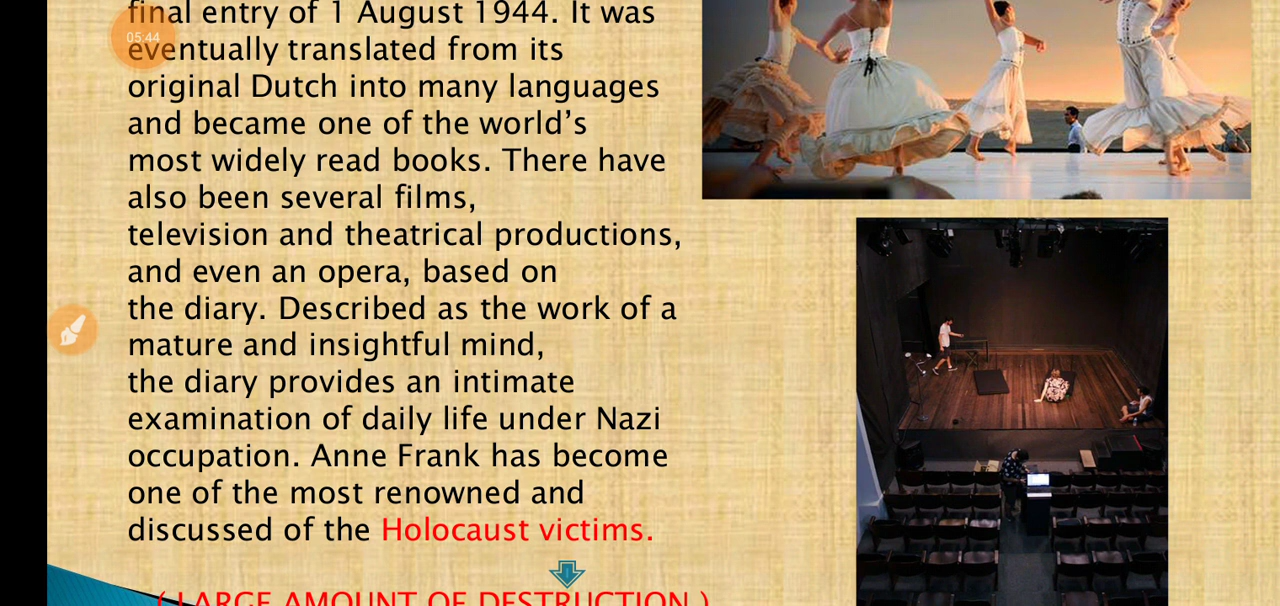 final entry of 1 August 1944. It was
05:44
eventually translated from its
original Dutch into many languages
and became one of the world's
most widely read books. There have
also been several films,
television and theatrical productions,
and even an opera, based on
the diary. Described as the work of a
mature and insightful mind,
the diary provides an intimate
examination of daily life under Nazi
occupation. Anne Frank has become
one of the most renowned and
discussed of the Holocaust victims.
( LARGE AMOUNT OF DESTRUCTION )